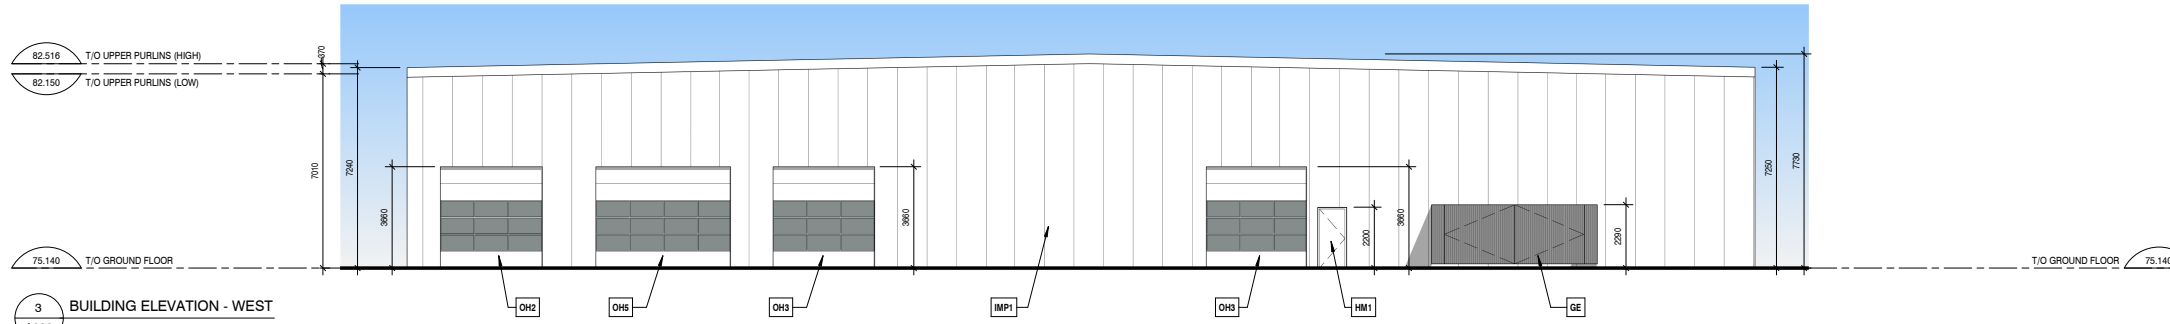 82.516 T/O UPPER PURLINS (HIGH)
82.150 T/O UPPER PURLINS (LOW)
370
7010
7240
3660
3660
3660
2200
2290
7250
7730
75.140 T/O GROUND FLOOR
T/O GROUND FLOOR 75.140
OH2
OH5
OH3
IMP1
OH3
HM1
GE
3 BUILDING ELEVATION - WEST